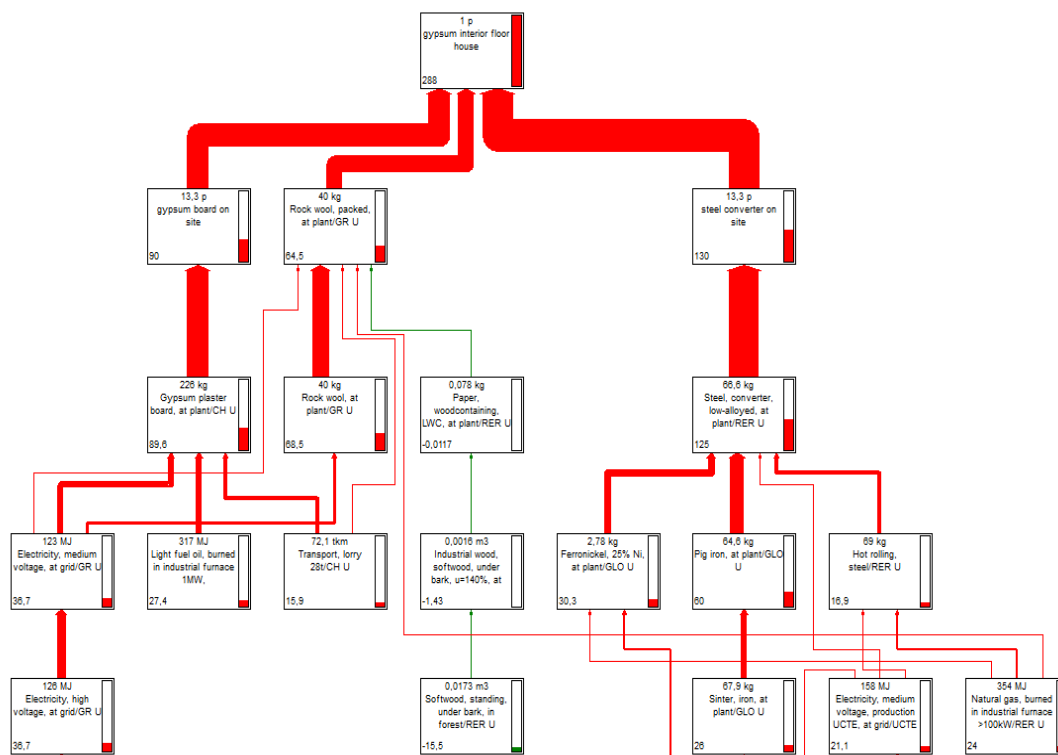 1 p
gypsum interior floor
house
288
13,3 p
gypsum board on
site
90
40 kg
Rock wool, packed,
at plant/GR U
64,5
13,3 p
steel converter on
site
130
226 kg
Gypsum plaster
board, at plant/CH U
89,6
40 kg
Rock wool, at
plant/GR U
68,5
0,078 kg
Paper,
woodcontaining,
LWC, at plant/RER U
-0,0117
66,6 kg
Steel, converter,
low-alloyed, at
plant/RER U
125
123 MJ
Electricity, medium
voltage, at grid/GR U
36,7
317 MJ
Light fuel oil, burned
in industrial furnace
1MW,
27,4
72,1 tkm
Transport, lorry
28t/CH U
15,9
0,0016 m3
Industrial wood,
softwood, under
bark, u=140%, at
-1,43
2,78 kg
Ferronickel, 25% Ni,
at plant/GLO U
30,3
64,6 kg
Pig iron, at plant/GLO
U
60
69 kg
Hot rolling,
steel/RER U
16,9
126 MJ
Electricity, high
voltage, at grid/GR U
36,7
0,0173 m3
Softwood, standing,
under bark, in
forest/RER U
-15,5
67,9 kg
Sinter, iron, at
plant/GLO U
26
158 MJ
Electricity, medium
voltage, production
UCTE, at grid/UCTE
21,1
354 MJ
Natural gas, burned
in industrial furnace
>100kW/RER U
24